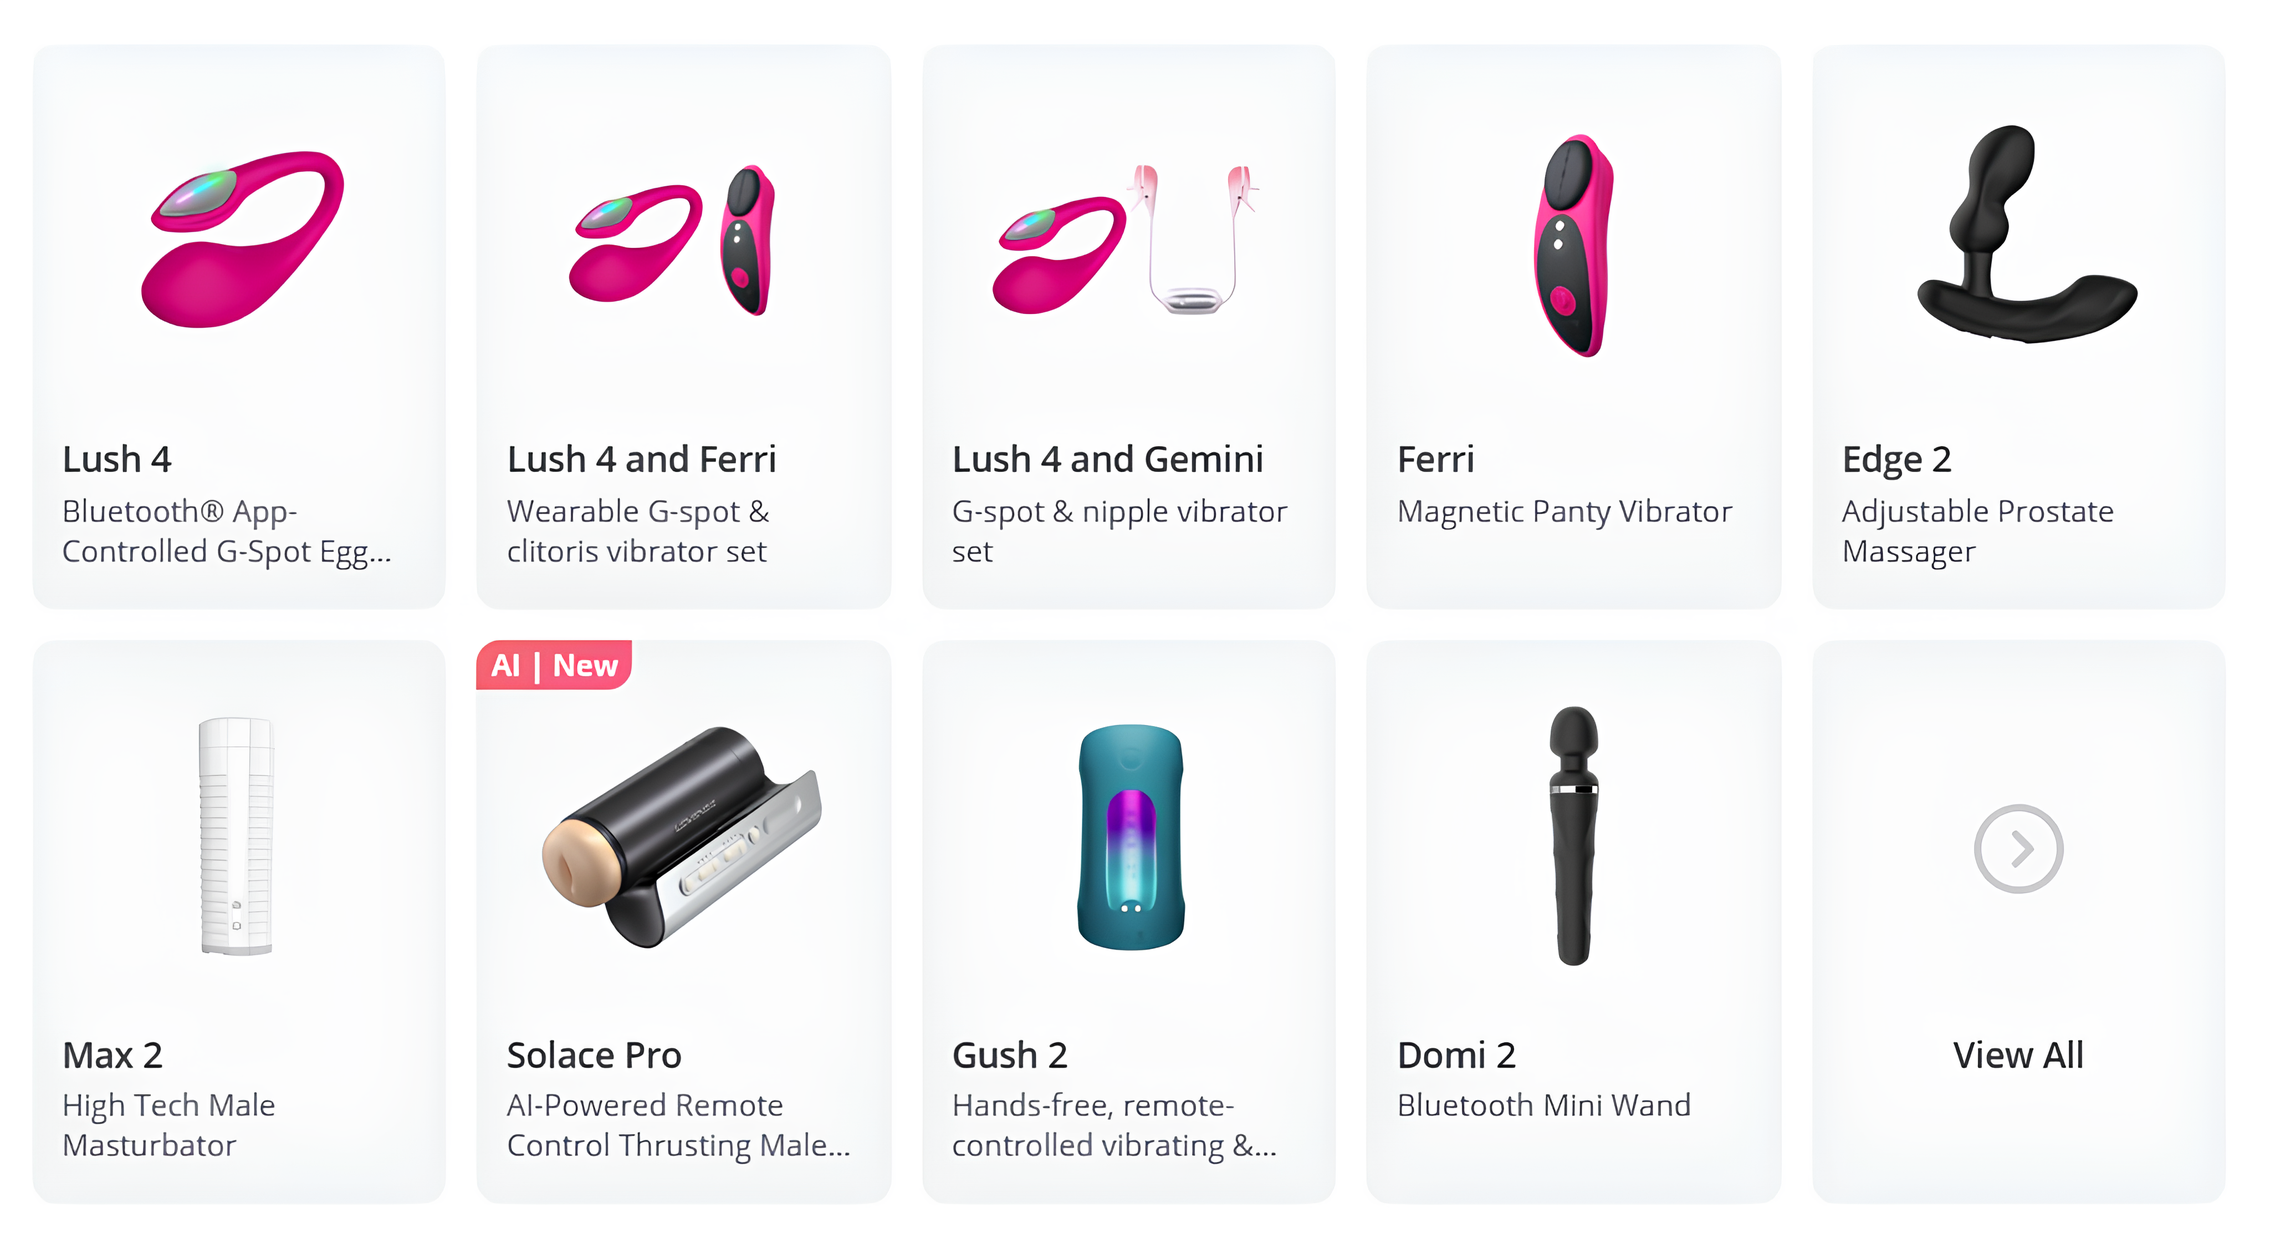 Lush 4
Bluetooth® App-
Controlled G-Spot Egg...
Lush 4 and Ferri
Wearable G-spot &
clitoris vibrator set
Lush 4 and Gemini
G-spot & nipple vibrator
set
Ferri
Magnetic Panty Vibrator
Edge 2
Adjustable Prostate
Massager
Max 2
High Tech Male
Masturbator
AI | New
Solace Pro
AI-Powered Remote
Control Thrusting Male...
Gush 2
Hands-free, remote-
controlled vibrating &...
Domi 2
Bluetooth Mini Wand
View All